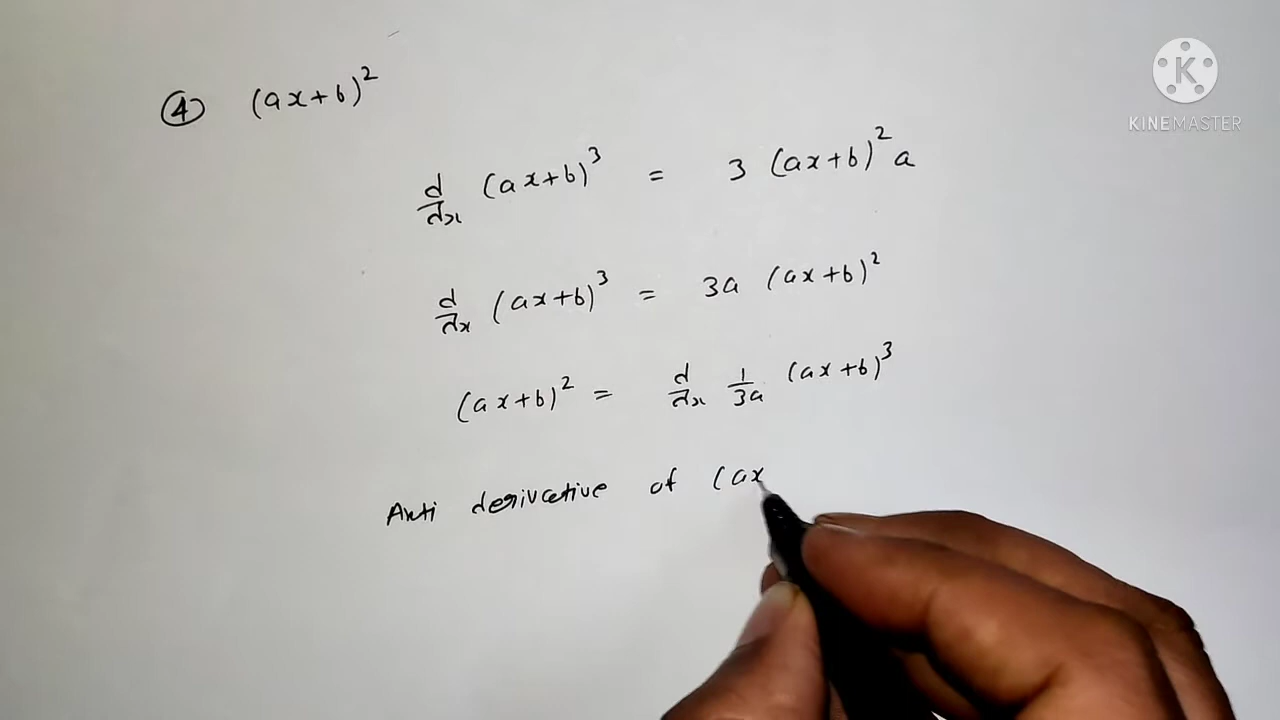 ④ (ax+b)²
d/dx (ax+b)³ = 3 (ax+b)² a
d/dx (ax+b)³ = 3a (ax+b)²
(ax+b)² = d/dx 1/3a (ax+b)³
Anti derivative of (ax
K
KINEMASTER